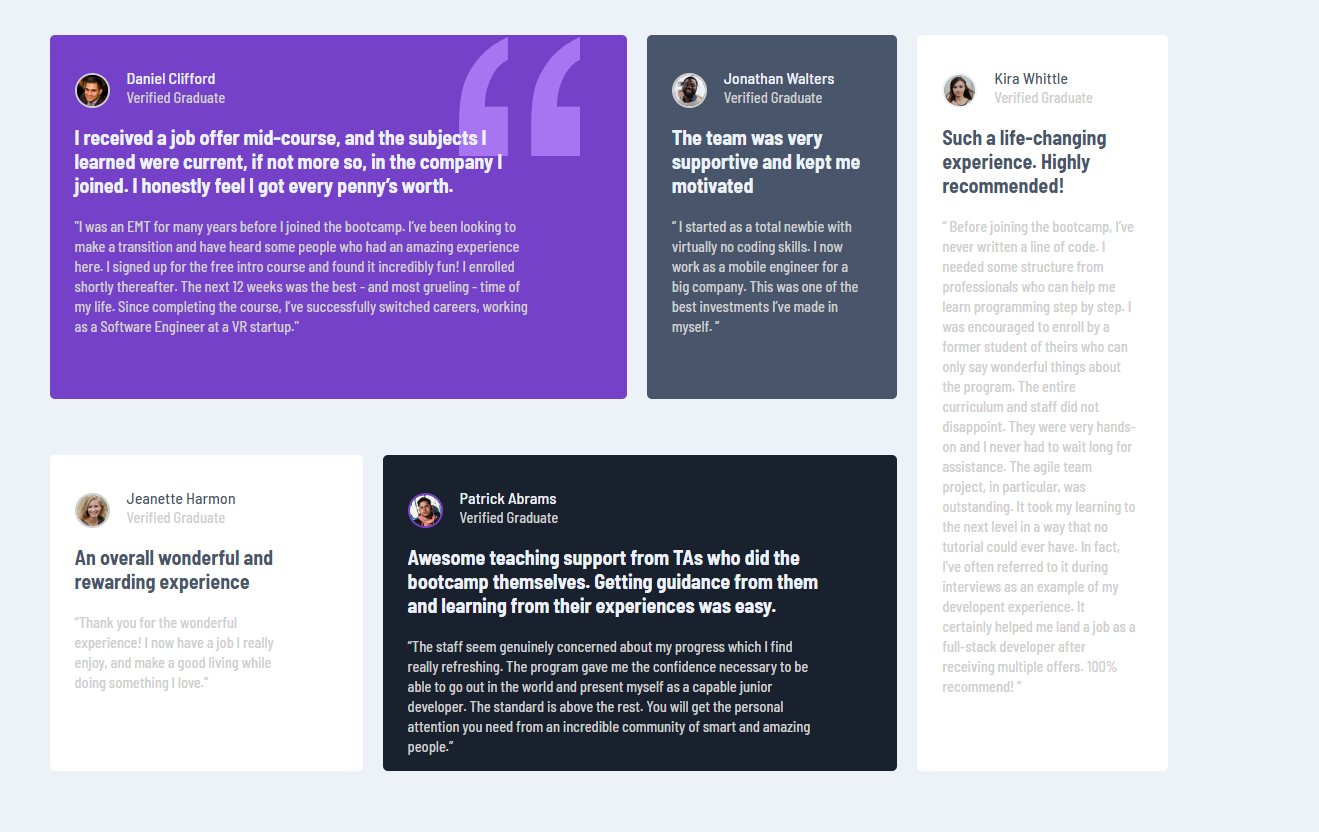 Daniel Clifford
Verified Graduate
I received a job offer mid-course, and the subjects I
learned were current, if not more so, in the company I
joined. I honestly feel I got every penny’s worth.
"I was an EMT for many years before I joined the bootcamp. I’ve been looking to
make a transition and have heard some people who had an amazing experience
here. I signed up for the free intro course and found it incredibly fun! I enrolled
shortly thereafter. The next 12 weeks was the best - and most grueling - time of
my life. Since completing the course, I’ve successfully switched careers, working
as a Software Engineer at a VR startup."
Jonathan Walters
Verified Graduate
The team was very
supportive and kept me
motivated
“ I started as a total newbie with
virtually no coding skills. I now
work as a mobile engineer for a
big company. This was one of the
best investments I’ve made in
myself. ”
Kira Whittle
Verified Graduate
Such a life-changing
experience. Highly
recommended!
“ Before joining the bootcamp, I’ve
never written a line of code. I
needed some structure from
professionals who can help me
learn programming step by step. I
was encouraged to enroll by a
former student of theirs who can
only say wonderful things about
the program. The entire
curriculum and staff did not
disappoint. They were very hands-
on and I never had to wait long for
assistance. The agile team
project, in particular, was
outstanding. It took my learning to
the next level in a way that no
tutorial could ever have. In fact,
I’ve often referred to it during
interviews as an example of my
developent experience. It
certainly helped me land a job as a
full-stack developer after
receiving multiple offers. 100%
recommend! ”
Jeanette Harmon
Verified Graduate
An overall wonderful and
rewarding experience
“Thank you for the wonderful
experience! I now have a job I really
enjoy, and make a good living while
doing something I love.”
Patrick Abrams
Verified Graduate
Awesome teaching support from TAs who did the
bootcamp themselves. Getting guidance from them
and learning from their experiences was easy.
“The staff seem genuinely concerned about my progress which I find
really refreshing. The program gave me the confidence necessary to be
able to go out in the world and present myself as a capable junior
developer. The standard is above the rest. You will get the personal
attention you need from an incredible community of smart and amazing
people.”